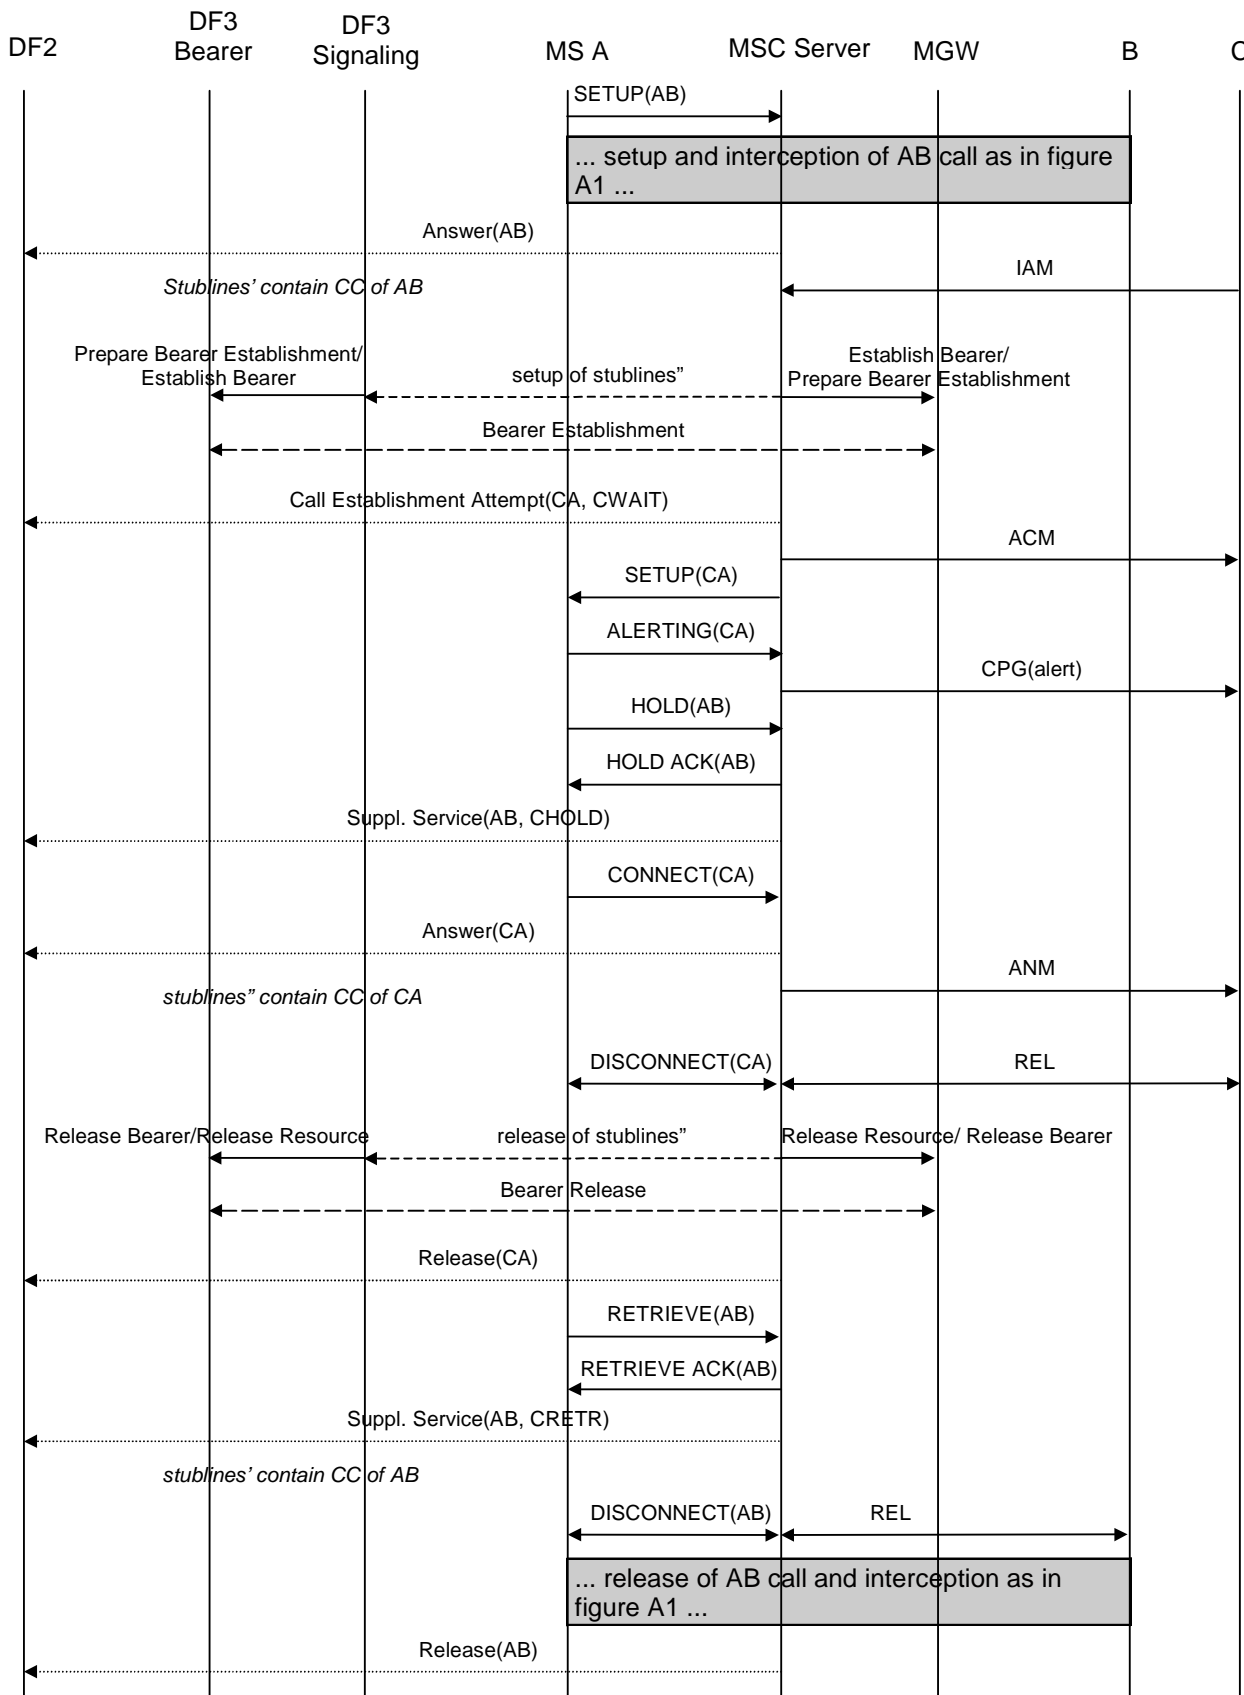 DF2
DF3
Bearer
DF3
Signaling
MS A
MSC Server
MGW
B
C
SETUP(AB)
... setup and interception of AB call as in figure
A1 ...
Answer(AB)
IAM
Stublines’ contain CC of AB
Prepare Bearer Establishment/
Establish Bearer
setup of stublines”
Establish Bearer/
Prepare Bearer Establishment
Bearer Establishment
Call Establishment Attempt(CA, CWAIT)
ACM
SETUP(CA)
ALERTING(CA)
CPG(alert)
HOLD(AB)
HOLD ACK(AB)
Suppl. Service(AB, CHOLD)
CONNECT(CA)
Answer(CA)
ANM
stublines” contain CC of CA
DISCONNECT(CA)
REL
Release Bearer/Release Resource
release of stublines”
Release Resource/ Release Bearer
Bearer Release
Release(CA)
RETRIEVE(AB)
RETRIEVE ACK(AB)
Suppl. Service(AB, CRETR)
stublines’ contain CC of AB
DISCONNECT(AB)
REL
... release of AB call and interception as in
figure A1 ...
Release(AB)